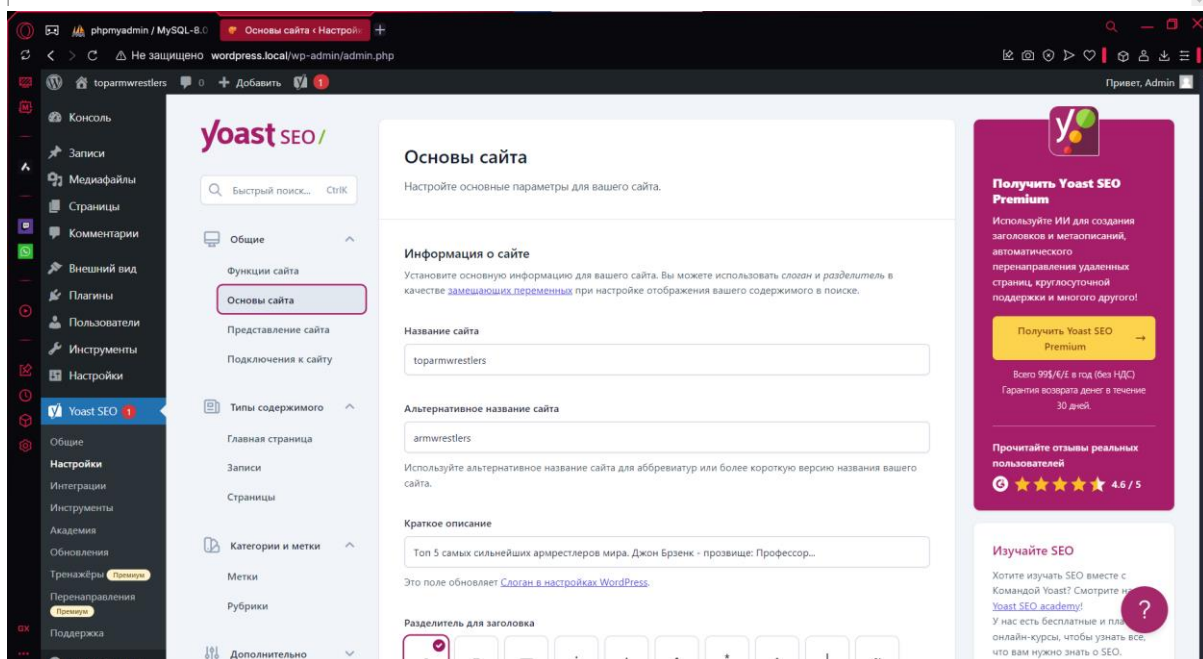 phpmyadmin / MySQL-8.0
Основы сайта ‹ Настройк
Не защищено wordpress.local/wp-admin/admin.php
toparmwrestlers 0 + Добавить 1
Привет, Admin
Консоль
Записи
Медиафайлы
Страницы
Комментарии
Внешний вид
Плагины
Пользователи
Инструменты
Настройки
Yoast SEO 1
Общие
Настройки
Интеграции
Инструменты
Академия
Обновления
Тренажёры Премиум
Перенаправления
Премиум
Поддержка
yoast SEO/
Быстрый поиск... CtrlK
Общие
Функции сайта
Основы сайта
Представление сайта
Подключения к сайту
Типы содержимого
Главная страница
Записи
Страницы
Категории и метки
Метки
Рубрики
Дополнительно
Основы сайта
Настройте основные параметры для вашего сайта.
Информация о сайте
Установите основную информацию для вашего сайта. Вы можете использовать слоган и разделитель в
качестве замещающих переменных при настройке отображения вашего содержимого в поиске.
Название сайта
toparmwrestlers
Альтернативное название сайта
armwrestlers
Используйте альтернативное название сайта для аббревиатур или более короткую версию названия вашего
сайта.
Краткое описание
Топ 5 самых сильнейших армрестлеров мира. Джон Брзенк - прозвище: Профессор...
Это поле обновляет Слоган в настройках WordPress.
Разделитель для заголовка
Получить Yoast SEO
Premium
Используйте ИИ для создания
заголовков и метаописаний,
автоматического
перенаправления удаленных
страниц, круглосуточной
поддержки и многого другого!
Получить Yoast SEO
Premium →
Всего 99$/€/£ в год (без НДС)
Гарантия возврата денег в течение
30 дней.
Прочитайте отзывы реальных
пользователей
4.6 / 5
Изучайте SEO
Хотите изучать SEO вместе с
Командой Yoast? Смотрите
Yoast SEO academy!
У нас есть бесплатные и
онлайн-курсы, чтобы узнать все,
что вам нужно знать о SEO.
?